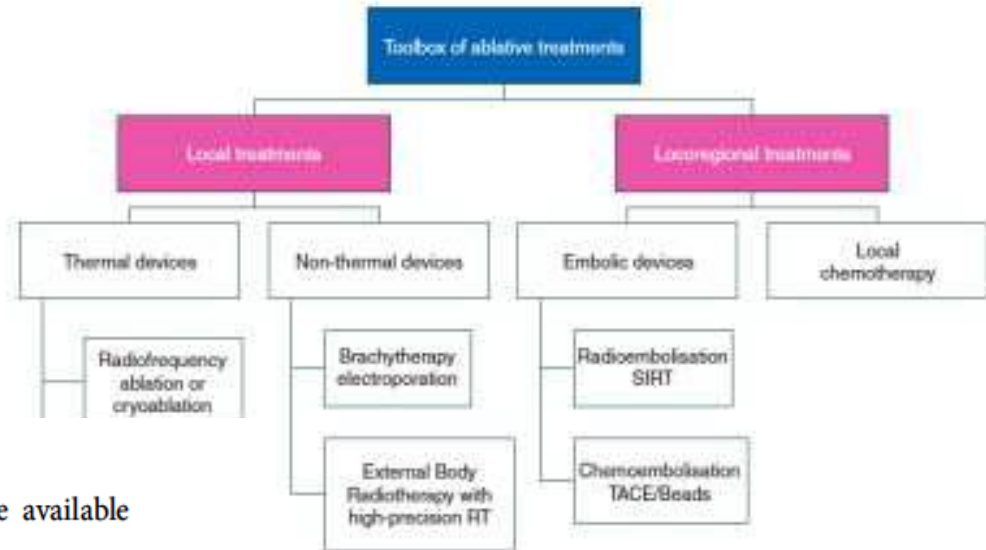 Toolbox of ablative treatments
Local treatments
Locoregional treatments
Thermal devices
Non-thermal devices
Embolic devices
Local
chemotherapy
Radiofrequency
ablation or
cryoablation
Brachytherapy
electroporation
Radioembolisation
SIRT
External Body
Radiotherapy with
high-precision RT
Chemoembolisation
TACE/Beads
available